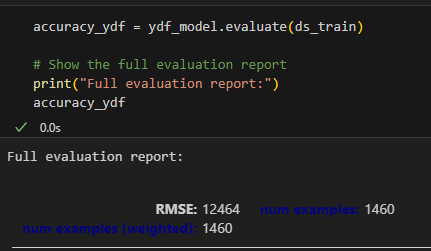 accuracy_ydf = ydf_model.evaluate(ds_train)
# Show the full evaluation report
print("Full evaluation report:")
accuracy_ydf
0.0s
Full evaluation report:
RMSE: 12464 num examples: 1460
num examples (weighted): 1460